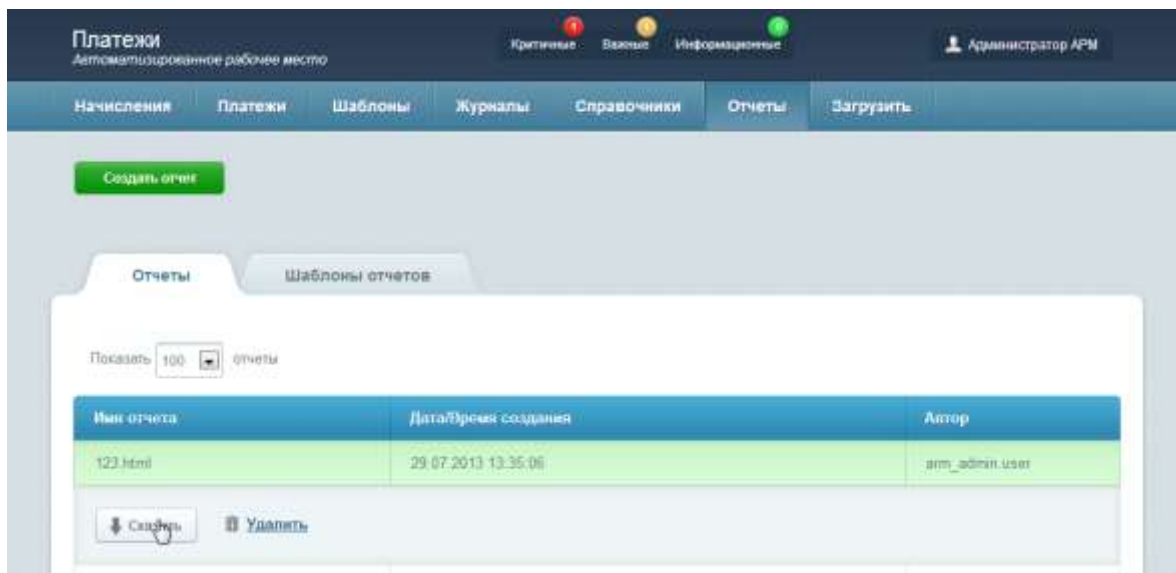 Платежи
Автоматизированное рабочее место
Критичные Важные Информационные
Администратор АРМ
Начисления Платежи Шаблоны Журналы Справочники Отчеты Загрузить
Создать отчет
Отчеты Шаблоны отчетов
Показать 100 отчеты
Имя отчета Дата/Время создания Автор
123.html 29.07.2013 13:35:06 arm_admin.user
Скачать Удалить